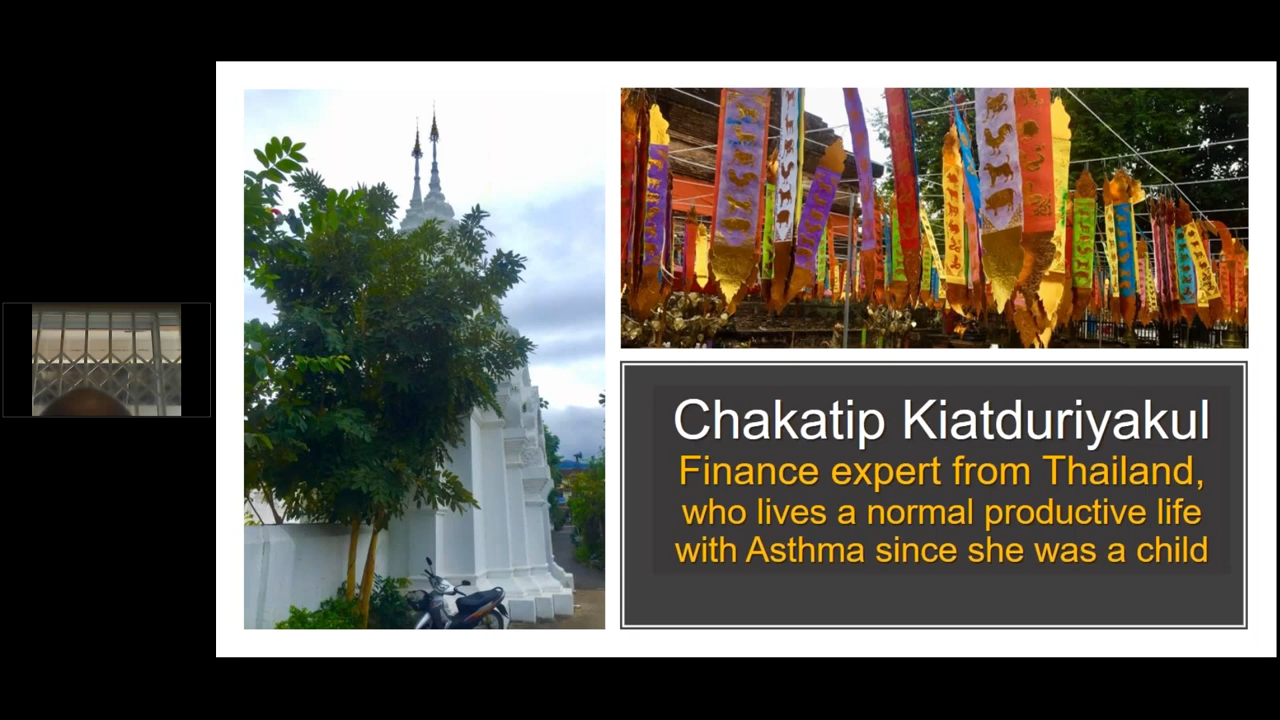 Chakatip Kiatduriyakul
Finance expert from Thailand,
who lives a normal productive life
with Asthma since she was a child